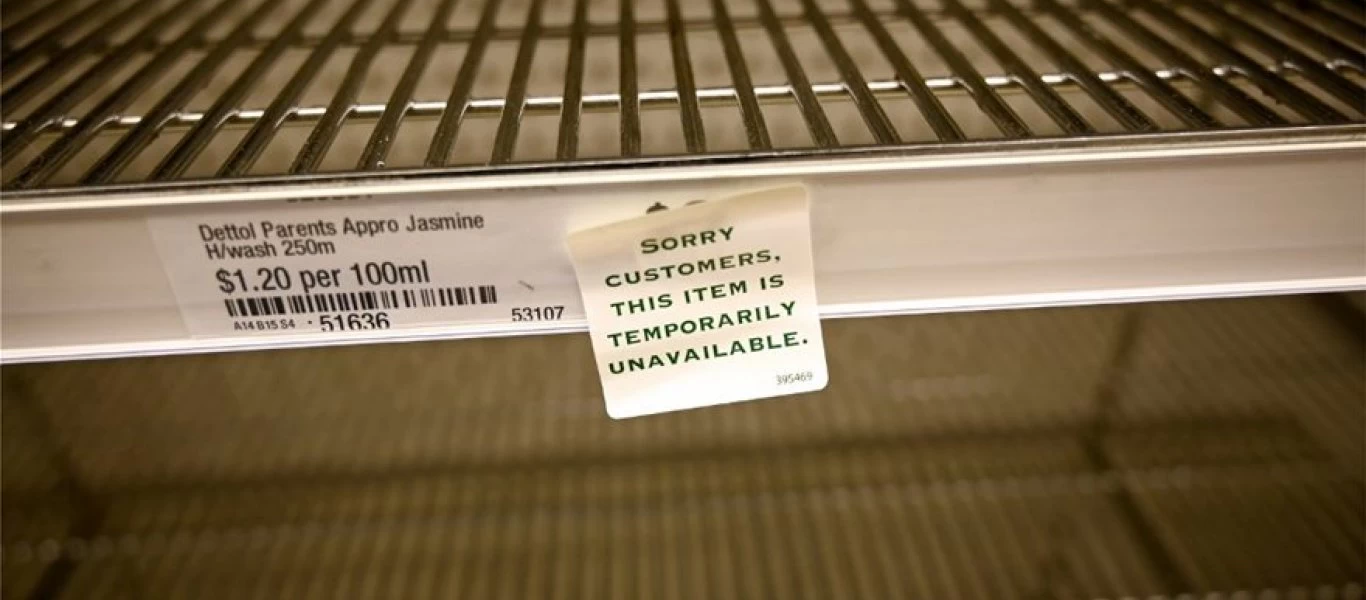 Dettol Parents Appro Jasmine
H/wash 250m
$1.20 per 100ml
A14 B15 S4 · 51636
53107
SORRY
CUSTOMERS,
THIS ITEM IS
TEMPORARILY
UNAVAILABLE.
395469